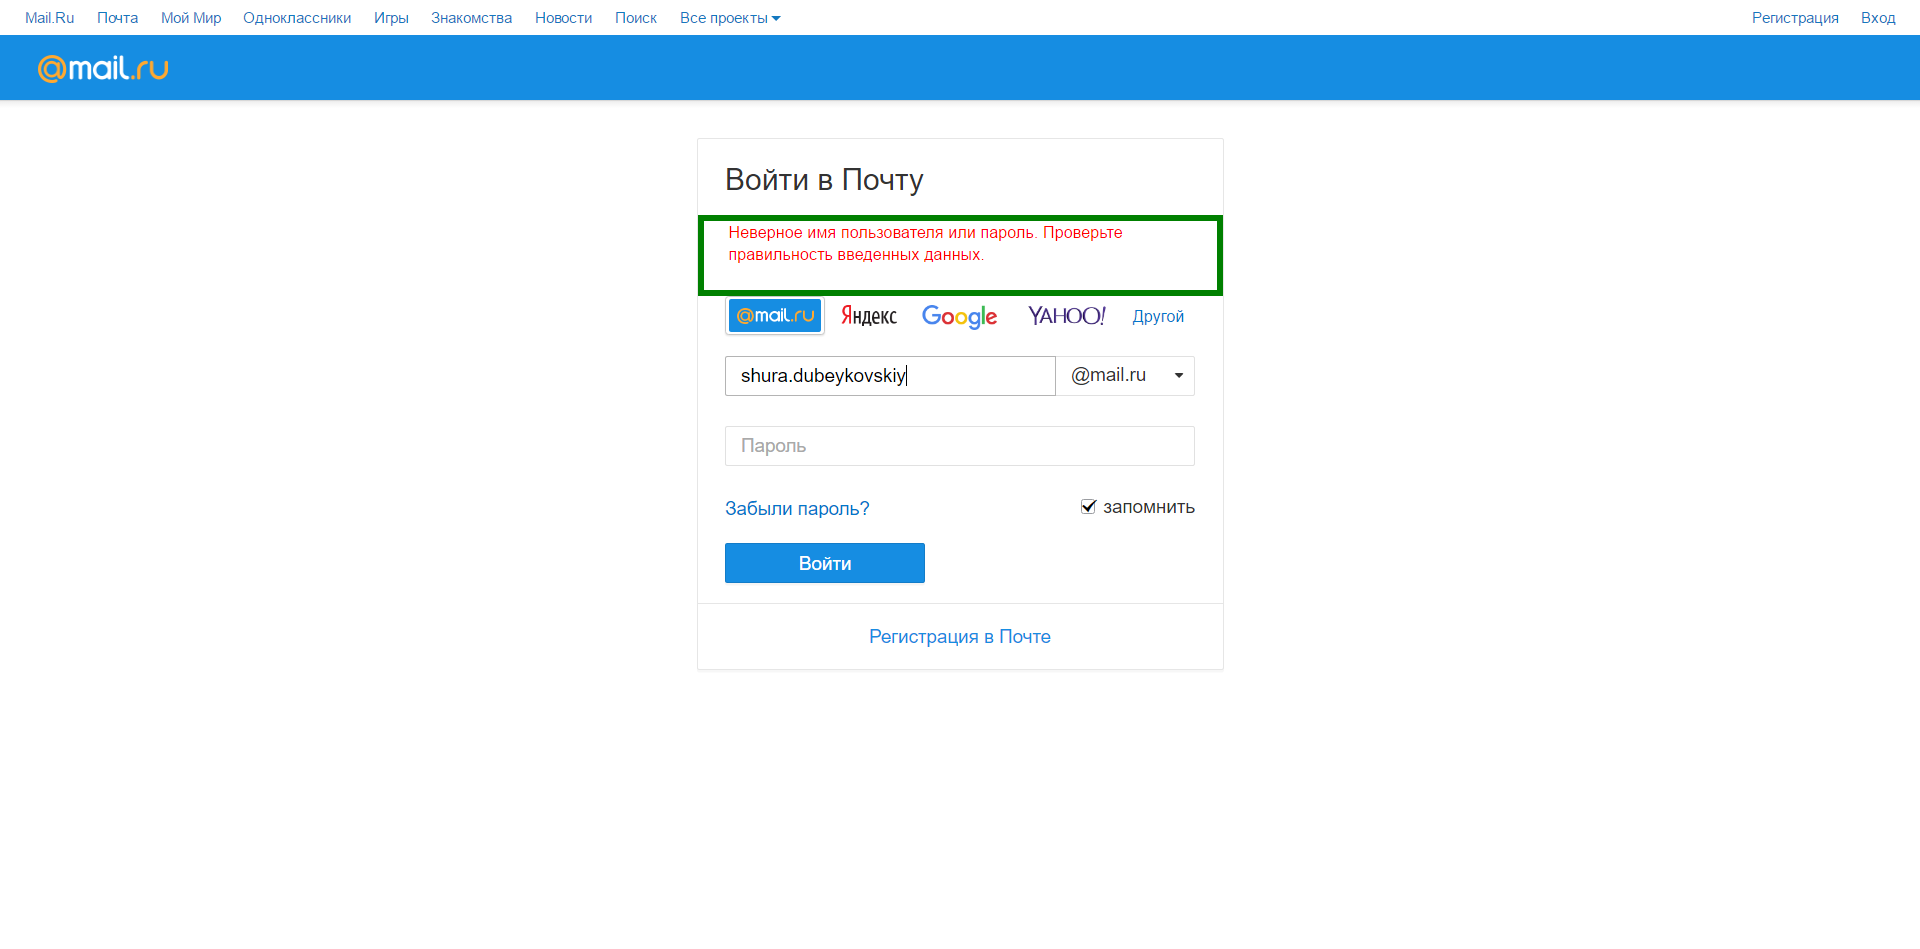 Mail.Ru Почта Мой Мир Одноклассники Игры Знакомства Новости Поиск Все проекты Регистрация Вход
@mail.ru
Войти в Почту
Неверное имя пользователя или пароль. Проверьте
правильность введенных данных.
@mail.ru Яндекс Google YAHOO! Другой
shura.dubeykovskiy @mail.ru
Пароль
Забыли пароль? запомнить
Войти
Регистрация в Почте